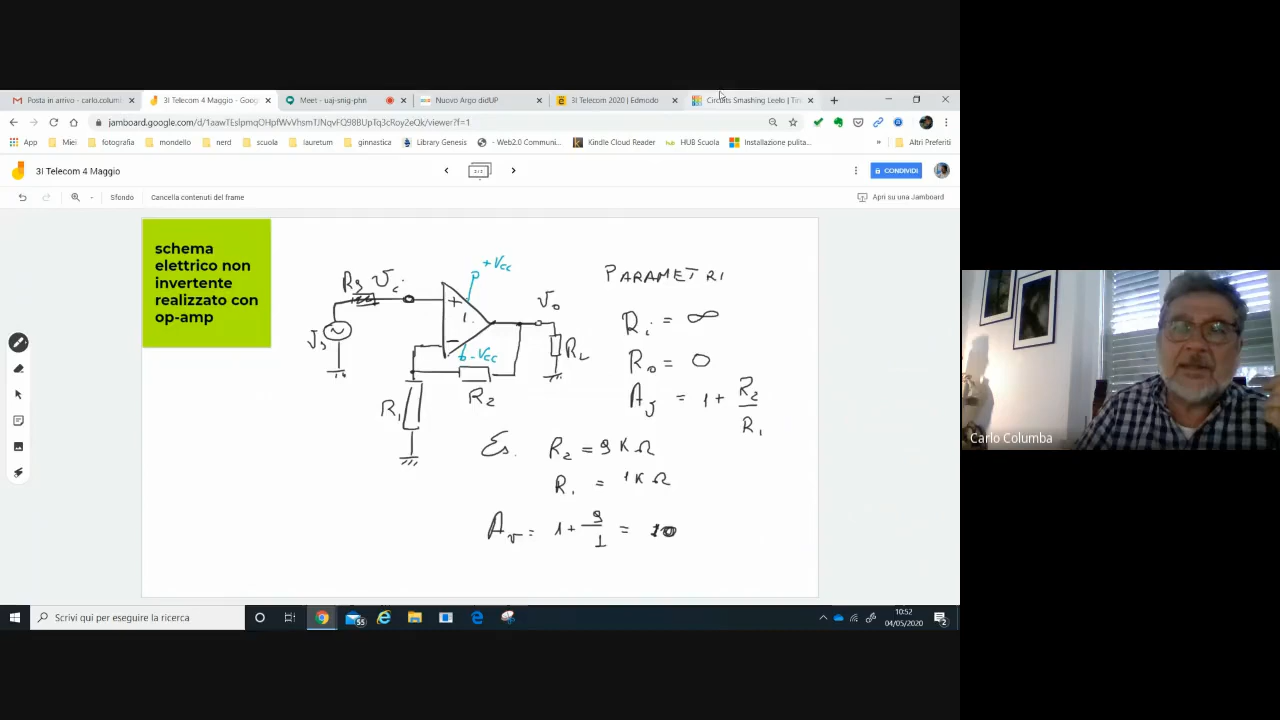 Posta in arrivo - carlo.columb
3I Telecom 4 Maggio - Goog
Meet - uaj-snig-phn
Nuovo Argo didUP
3I Telecom 2020 | Edmodo
Circuits Smashing Leelo | Tin
jamboard.google.com/d/1aawTEslpmqOHpfWvVhsmTJNqvFQ98BUpTq3cRoy2eQk/viewer?f=1
App
Miei
fotografia
mondello
nerd
scuola
lauretum
ginnastica
Library Genesis
- Web2.0 Communi...
Kindle Cloud Reader
HUB Scuola
Installazione pulita...
»
Altri Preferiti
3I Telecom 4 Maggio
CONDIVIDI
Sfondo
Cancella contenuti del frame
Apri su una Jamboard
schema
elettrico non
invertente
realizzato con
op-amp
Rs Vi
+Vcc
PARAMETRI
Vo
Ri = ∞
+
1
-
-Vcc
RL
Ro = 0
R2
R1
Av = 1 + R2/R1
Es. R2 = 9 KΩ
R1 = 1 KΩ
Av = 1 + 9/1 = 10
Carlo Columba
Scrivi qui per eseguire la ricerca
55
10:52
04/05/2020
2